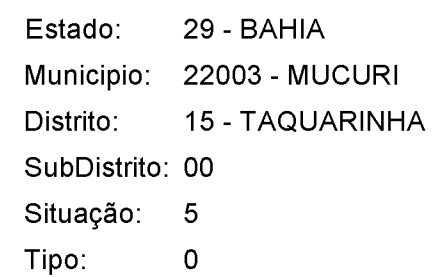 Estado: 29 - BAHIA
Municipio: 22003 - MUCURI
Distrito: 15 - TAQUARINHA
SubDistrito: 00
Situação: 5
Tipo: 0